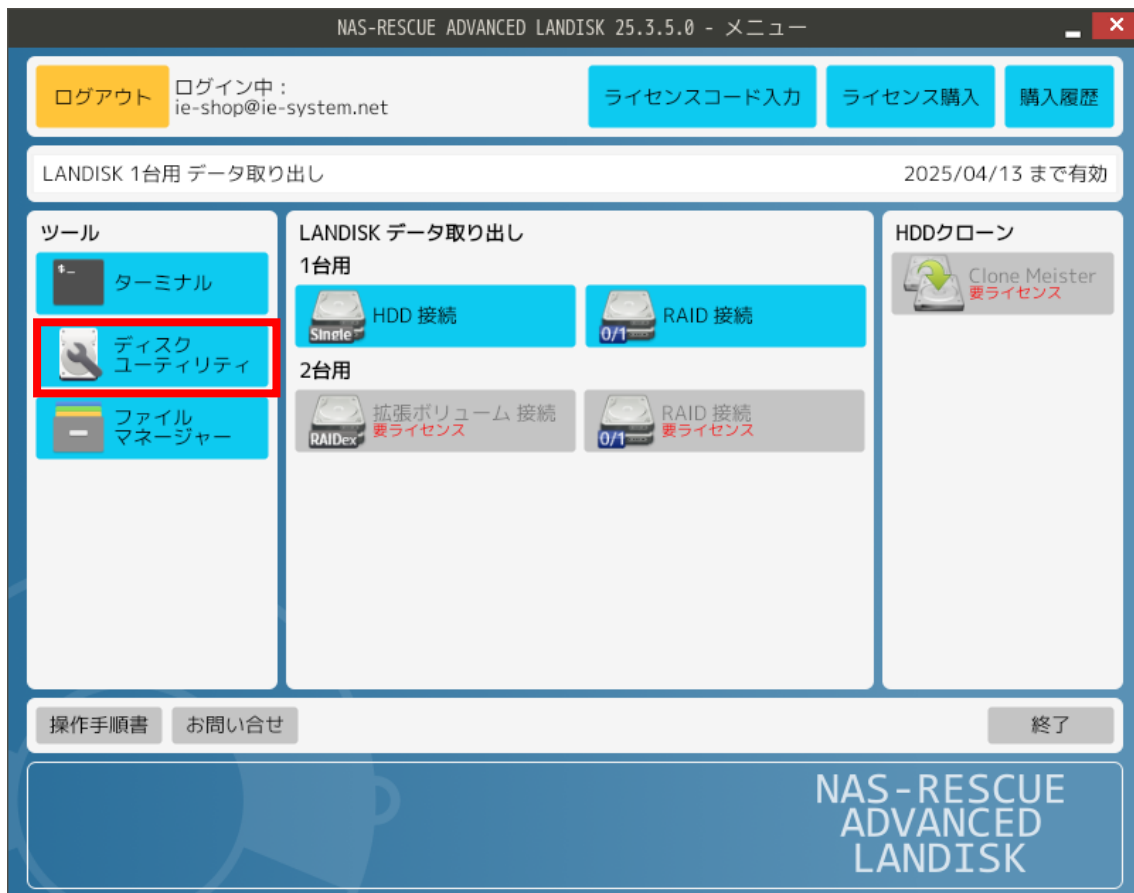 NAS-RESCUE ADVANCED LANDISK 25.3.5.0 - メニュー
ログアウト
ログイン中 :
ie-shop@ie-system.net
ライセンスコード入力
ライセンス購入
購入履歴
LANDISK 1台用 データ取り出し
2025/04/13 まで有効
ツール
$_
ターミナル
ディスク
ユーティリティ
ファイル
マネージャー
LANDISK データ取り出し
1台用
Single
HDD 接続
0/1
RAID 接続
2台用
RAIDex
拡張ボリューム 接続
要ライセンス
0/1
RAID 接続
要ライセンス
HDDクローン
Clone Meister
要ライセンス
操作手順書
お問い合せ
終了
NAS-RESCUE
ADVANCED
LANDISK